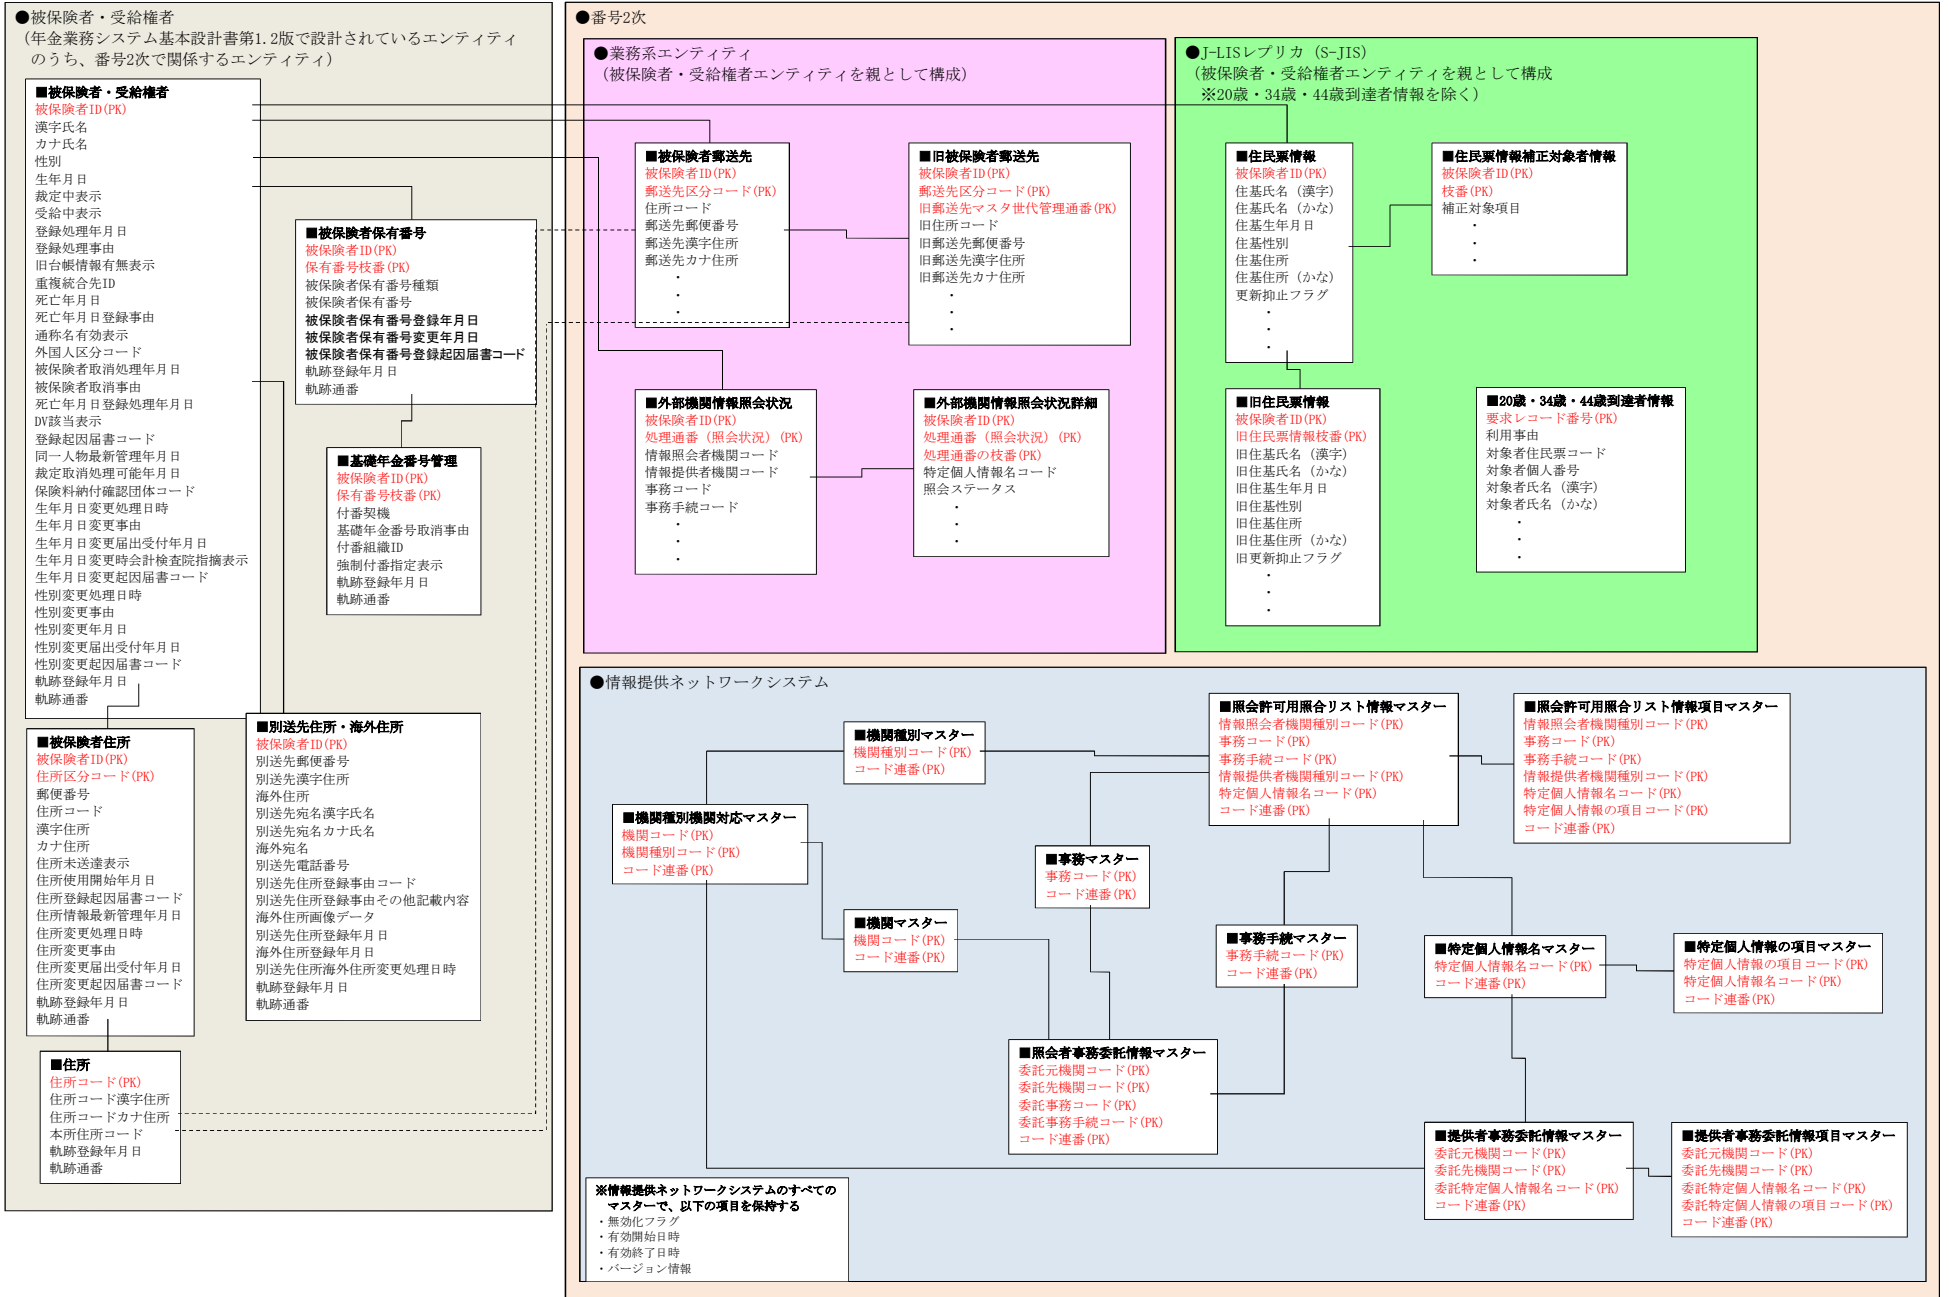 ●被保険者・受給権者
（年金業務システム基本設計書第1.2版で設計されているエンティティ
のうち、番号2次で関係するエンティティ）
■被保険者・受給権者
被保険者ID(PK)
漢字氏名
カナ氏名
性別
生年月日
裁定中表示
受給中表示
登録処理年月日
登録処理事由
旧台帳情報有無表示
重複統合先ID
死亡年月日
死亡年月日登録事由
通称名有効表示
外国人区分コード
被保険者取消処理年月日
被保険者取消事由
死亡年月日登録処理年月日
DV該当表示
登録起因届書コード
同一人物最新管理年月日
裁定取消処理可能年月日
保険料納付確認団体コード
生年月日変更処理日時
生年月日変更事由
生年月日変更届出受付年月日
生年月日変更時会計検査院指摘表示
生年月日変更起因届書コード
性別変更処理日時
性別変更事由
性別変更年月日
性別変更届出受付年月日
性別変更起因届書コード
軌跡登録年月日
軌跡通番
■被保険者保有番号
被保険者ID(PK)
保有番号枝番(PK)
被保険者保有番号種類
被保険者保有番号
被保険者保有番号登録年月日
被保険者保有番号変更年月日
被保険者保有番号登録起因届書コード
軌跡登録年月日
軌跡通番
■基礎年金番号管理
被保険者ID(PK)
保有番号枝番(PK)
付番契機
基礎年金番号取消事由
付番組織ID
強制付番指定表示
軌跡登録年月日
軌跡通番
■被保険者住所
被保険者ID(PK)
住所区分コード(PK)
郵便番号
住所コード
漢字住所
カナ住所
住所未送達表示
住所使用開始年月日
住所登録起因届書コード
住所情報最新管理年月日
住所変更処理日時
住所変更事由
住所変更届出受付年月日
住所変更起因届書コード
軌跡登録年月日
軌跡通番
■別送先住所・海外住所
被保険者ID(PK)
別送先郵便番号
別送先漢字住所
海外住所
別送先宛名漢字氏名
別送先宛名カナ氏名
海外宛名
別送先電話番号
別送先住所登録事由コード
別送先住所登録事由その他記載内容
海外住所画像データ
別送先住所登録年月日
海外住所登録年月日
別送先住所海外住所変更処理日時
軌跡登録年月日
軌跡通番
■住所
住所コード(PK)
住所コード漢字住所
住所コードカナ住所
本所住所コード
軌跡登録年月日
軌跡通番
●番号2次
●業務系エンティティ
（被保険者・受給権者エンティティを親として構成）
■被保険者郵送先
被保険者ID(PK)
郵送先区分コード(PK)
住所コード
郵送先郵便番号
郵送先漢字住所
郵送先カナ住所
・
・
・
■旧被保険者郵送先
被保険者ID(PK)
郵送先区分コード(PK)
旧郵送先マスタ世代管理通番(PK)
旧住所コード
旧郵送先郵便番号
旧郵送先漢字住所
旧郵送先カナ住所
・
・
・
■外部機関情報照会状況
被保険者ID(PK)
処理通番（照会状況）(PK)
情報照会者機関コード
情報提供者機関コード
事務コード
事務手続コード
・
・
・
■外部機関情報照会状況詳細
被保険者ID(PK)
処理通番（照会状況）(PK)
処理通番の枝番(PK)
特定個人情報名コード
照会ステータス
・
・
・
●J-LISレプリカ（S-JIS）
（被保険者・受給権者エンティティを親として構成
※20歳・34歳・44歳到達者情報を除く）
■住民票情報
被保険者ID(PK)
住基氏名（漢字）
住基氏名（かな）
住基生年月日
住基性別
住基住所
住基住所（かな）
更新抑止フラグ
・
・
・
■住民票情報補正対象者情報
被保険者ID(PK)
枝番(PK)
補正対象項目
・
・
・
■旧住民票情報
被保険者ID(PK)
旧住民票情報枝番(PK)
旧住基氏名（漢字）
旧住基氏名（かな）
旧住基生年月日
旧住基性別
旧住基住所
旧住基住所（かな）
旧更新抑止フラグ
・
・
・
■20歳・34歳・44歳到達者情報
要求レコード番号(PK)
利用事由
対象者住民票コード
対象者個人番号
対象者氏名（漢字）
対象者氏名（かな）
・
・
・
●情報提供ネットワークシステム
■機関種別マスター
機関種別コード(PK)
コード連番(PK)
■照会許可用照合リスト情報マスター
情報照会者機関種別コード(PK)
事務コード(PK)
事務手続コード(PK)
情報提供者機関種別コード(PK)
特定個人情報名コード(PK)
コード連番(PK)
■照会許可用照合リスト情報項目マスター
情報照会者機関種別コード(PK)
事務コード(PK)
事務手続コード(PK)
情報提供者機関種別コード(PK)
特定個人情報名コード(PK)
特定個人情報の項目コード(PK)
コード連番(PK)
■機関種別機関対応マスター
機関コード(PK)
機関種別コード(PK)
コード連番(PK)
■事務マスター
事務コード(PK)
コード連番(PK)
■機関マスター
機関コード(PK)
コード連番(PK)
■事務手続マスター
事務手続コード(PK)
コード連番(PK)
■特定個人情報名マスター
特定個人情報名コード(PK)
コード連番(PK)
■特定個人情報の項目マスター
特定個人情報の項目コード(PK)
特定個人情報名コード(PK)
コード連番(PK)
■照会者事務委託情報マスター
委託元機関コード(PK)
委託先機関コード(PK)
委託事務コード(PK)
委託事務手続コード(PK)
コード連番(PK)
■提供者事務委託情報マスター
委託元機関コード(PK)
委託先機関コード(PK)
委託特定個人情報名コード(PK)
コード連番(PK)
■提供者事務委託情報項目マスター
委託元機関コード(PK)
委託先機関コード(PK)
委託特定個人情報名コード(PK)
委託特定個人情報の項目コード(PK)
コード連番(PK)
※情報提供ネットワークシステムのすべての
マスターで、以下の項目を保持する
・無効化フラグ
・有効開始日時
・有効終了日時
・バージョン情報